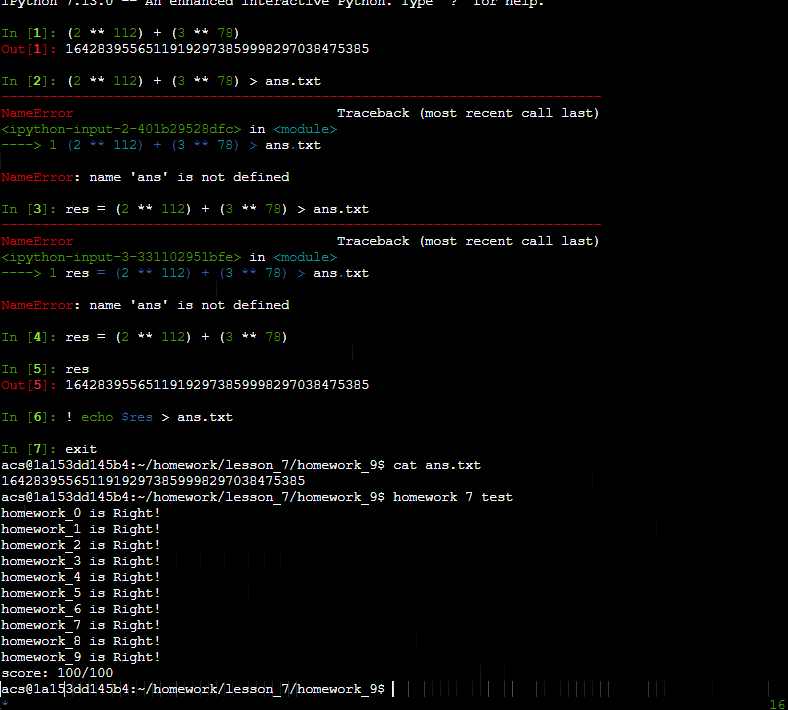 IPython 7.13.0 -- An enhanced Interactive Python. Type '?' for help.
In [1]: (2 ** 112) + (3 ** 78)
Out[1]: 16428395565119192973859998297038475385
In [2]: (2 ** 112) + (3 ** 78) > ans.txt
---------------------------------------------------------------------------
NameError                                 Traceback (most recent call last)
<ipython-input-2-401b29528dfc> in <module>
----> 1 (2 ** 112) + (3 ** 78) > ans.txt
NameError: name 'ans' is not defined
In [3]: res = (2 ** 112) + (3 ** 78) > ans.txt
---------------------------------------------------------------------------
NameError                                 Traceback (most recent call last)
<ipython-input-3-331102951bfe> in <module>
----> 1 res = (2 ** 112) + (3 ** 78) > ans.txt
NameError: name 'ans' is not defined
In [4]: res = (2 ** 112) + (3 ** 78)
In [5]: res
Out[5]: 16428395565119192973859998297038475385
In [6]: ! echo $res > ans.txt
In [7]: exit
acs@1a153dd145b4:~/homework/lesson_7/homework_9$ cat ans.txt
16428395565119192973859998297038475385
acs@1a153dd145b4:~/homework/lesson_7/homework_9$ homework 7 test
homework_0 is Right!
homework_1 is Right!
homework_2 is Right!
homework_3 is Right!
homework_4 is Right!
homework_5 is Right!
homework_6 is Right!
homework_7 is Right!
homework_8 is Right!
homework_9 is Right!
score: 100/100
acs@1a153dd145b4:~/homework/lesson_7/homework_9$
* 16